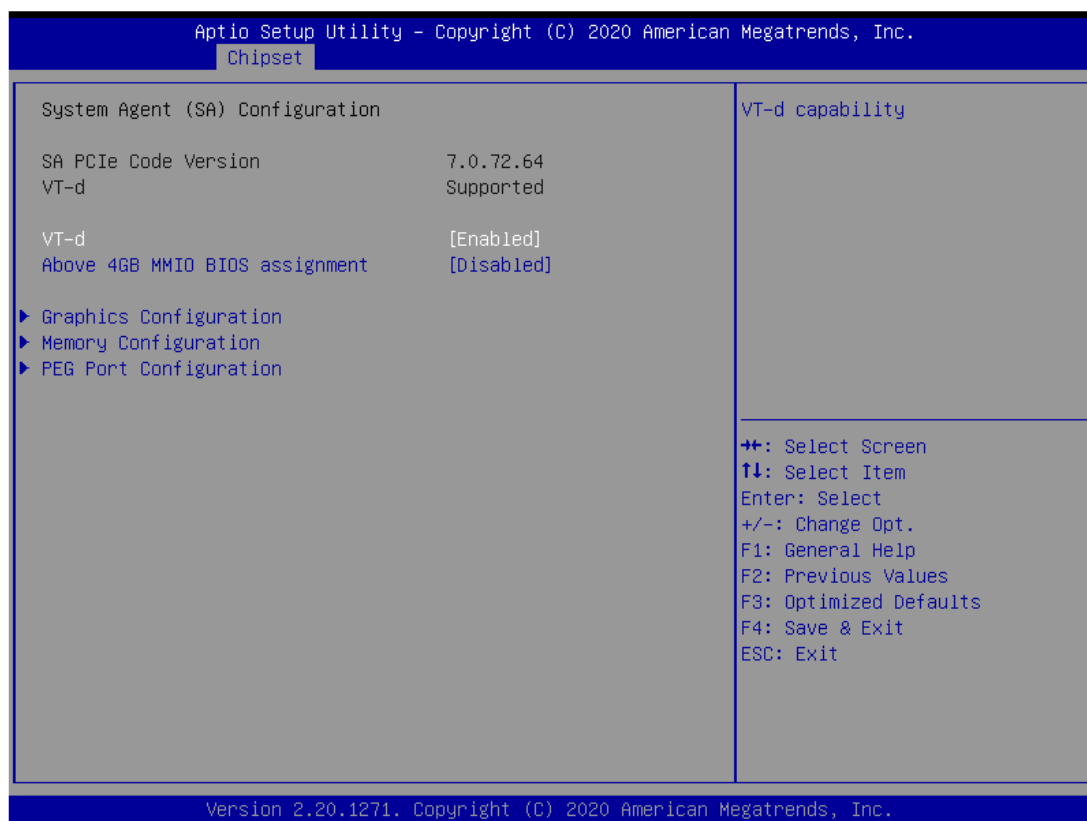 Aptio Setup Utility – Copyright (C) 2020 American Megatrends, Inc.
Chipset
System Agent (SA) Configuration
SA PCIe Code Version 7.0.72.64
VT-d Supported
VT-d [Enabled]
Above 4GB MMIO BIOS assignment [Disabled]
▶ Graphics Configuration
▶ Memory Configuration
▶ PEG Port Configuration
VT-d capability
→←: Select Screen
↑↓: Select Item
Enter: Select
+/-: Change Opt.
F1: General Help
F2: Previous Values
F3: Optimized Defaults
F4: Save & Exit
ESC: Exit
Version 2.20.1271. Copyright (C) 2020 American Megatrends, Inc.